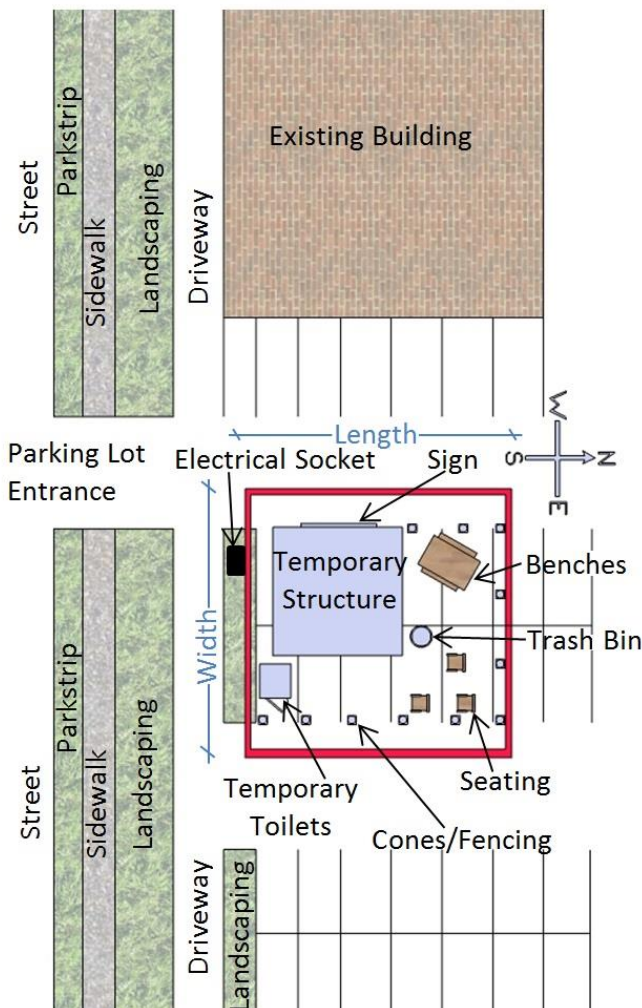 Street
Parkstrip
Sidewalk
Landscaping
Driveway
Existing Building
W
N
S
E
Length
Parking Lot
Entrance
Electrical Socket
Sign
Width
Temporary
Structure
Benches
Trash Bin
Seating
Temporary
Toilets
Cones/Fencing
Street
Parkstrip
Sidewalk
Landscaping
Driveway
Landscaping